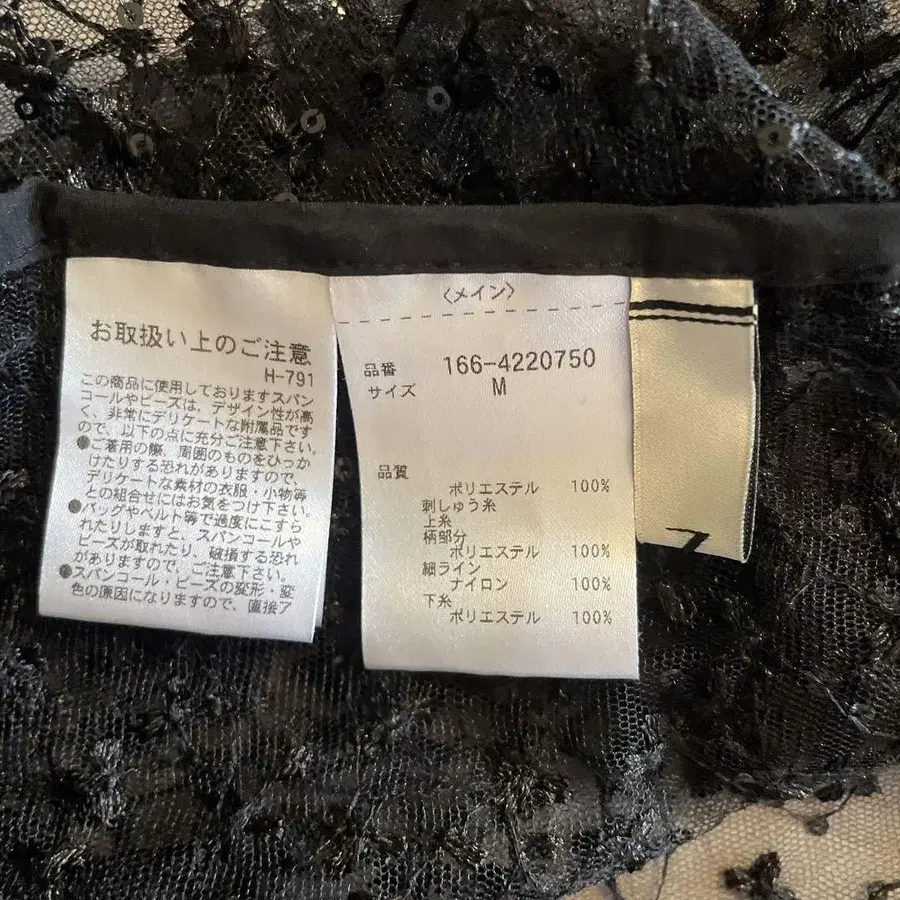 お取扱い上のご注意
H-791
この商品に使用しておりますスパン
コールやビーズは、デザイン性が高
く、非常にデリケートな附属品です
ので、以下の点に充分ご注意下さい。
●ご着用の際、周囲のものをひっか
けたりする恐れがありますので、
デリケートな素材の衣服・小物等
との組合せにはお気をつけ下さい。
●バッグやベルト等で過度にこすら
れたりしますと、スパンコールや
ビーズが取れたり、破損する恐れ
がありますので、ご注意下さい。
●スパンコール・ビーズの変形・変
色の原因になりますので、直接ア
〈メイン〉
品番 166-4220750
サイズ M
品質
ポリエステル 100%
刺しゅう糸
上糸
柄部分
ポリエステル 100%
細ライン
ナイロン 100%
下糸
ポリエステル 100%